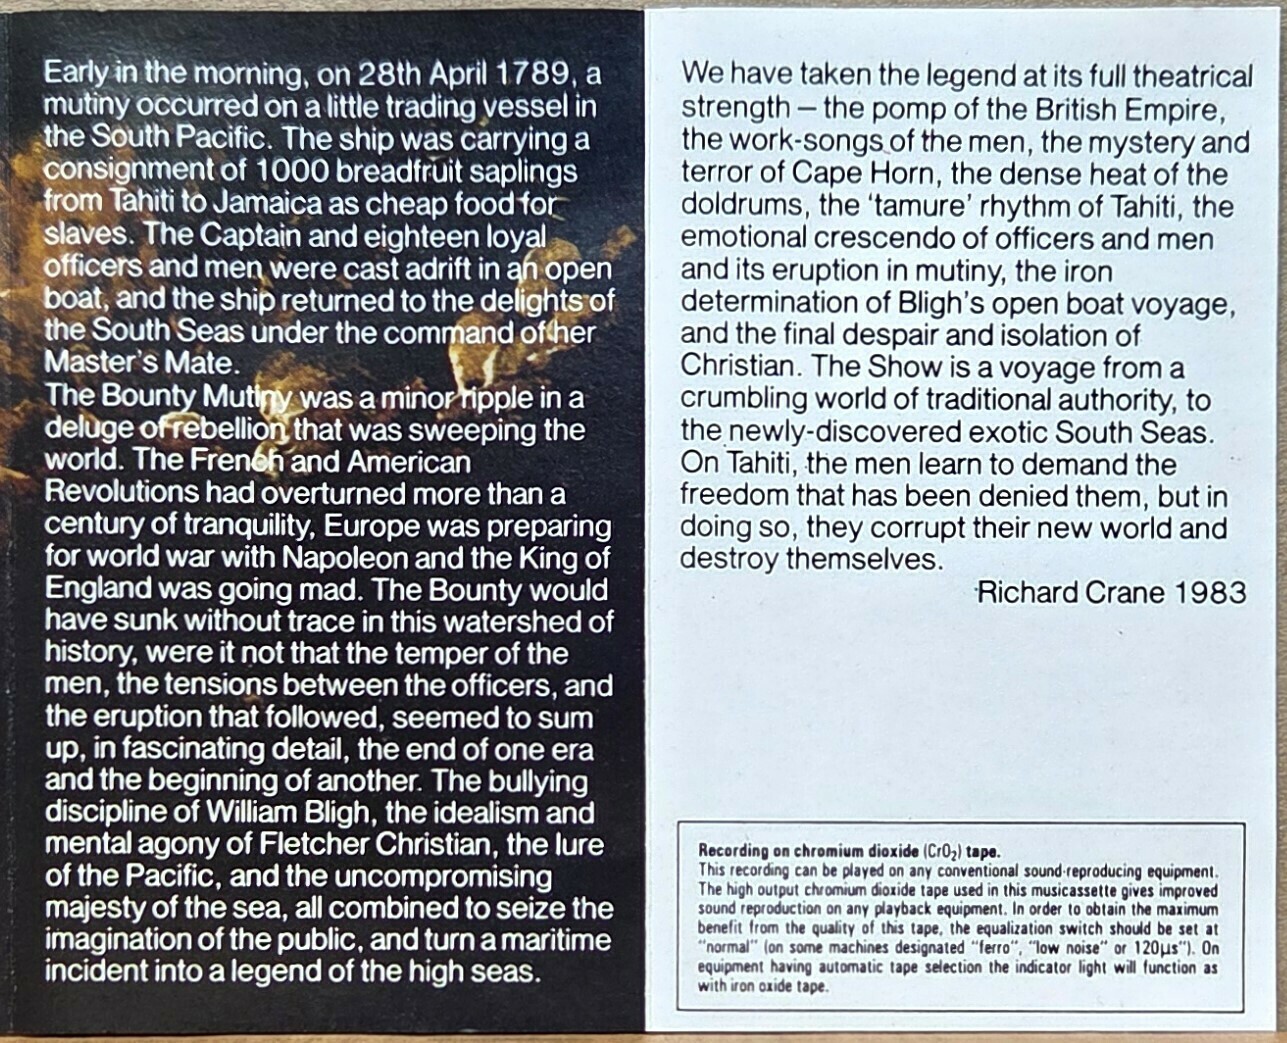 Early in the morning, on 28th April 1789, a
mutiny occurred on a little trading vessel in
the South Pacific. The ship was carrying a
consignment of 1000 breadfruit saplings
from Tahiti to Jamaica as cheap food for
slaves. The Captain and eighteen loyal
officers and men were cast adrift in an open
boat, and the ship returned to the delights of
the South Seas under the command of her
Master's Mate.
The Bounty Mutiny was a minor ripple in a
deluge of rebellion that was sweeping the
world. The French and American
Revolutions had overturned more than a
century of tranquility, Europe was preparing
for world war with Napoleon and the King of
England was going mad. The Bounty would
have sunk without trace in this watershed of
history, were it not that the temper of the
men, the tensions between the officers, and
the eruption that followed, seemed to sum
up, in fascinating detail, the end of one era
and the beginning of another. The bullying
discipline of William Bligh, the idealism and
mental agony of Fletcher Christian, the lure
of the Pacific, and the uncompromising
majesty of the sea, all combined to seize the
imagination of the public, and turn a maritime
incident into a legend of the high seas.
We have taken the legend at its full theatrical
strength – the pomp of the British Empire,
the work-songs of the men, the mystery and
terror of Cape Horn, the dense heat of the
doldrums, the 'tamure' rhythm of Tahiti, the
emotional crescendo of officers and men
and its eruption in mutiny, the iron
determination of Bligh's open boat voyage,
and the final despair and isolation of
Christian. The Show is a voyage from a
crumbling world of traditional authority, to
the newly-discovered exotic South Seas.
On Tahiti, the men learn to demand the
freedom that has been denied them, but in
doing so, they corrupt their new world and
destroy themselves.
Richard Crane 1983
Recording on chromium dioxide (CrO₂) tape.
This recording can be played on any conventional sound-reproducing equipment.
The high output chromium dioxide tape used in this musicassette gives improved
sound reproduction on any playback equipment. In order to obtain the maximum
benefit from the quality of this tape, the equalization switch should be set at
"normal" (on some machines designated "ferro", "low noise" or 120µs"). On
equipment having automatic tape selection the indicator light will function as
with iron oxide tape.